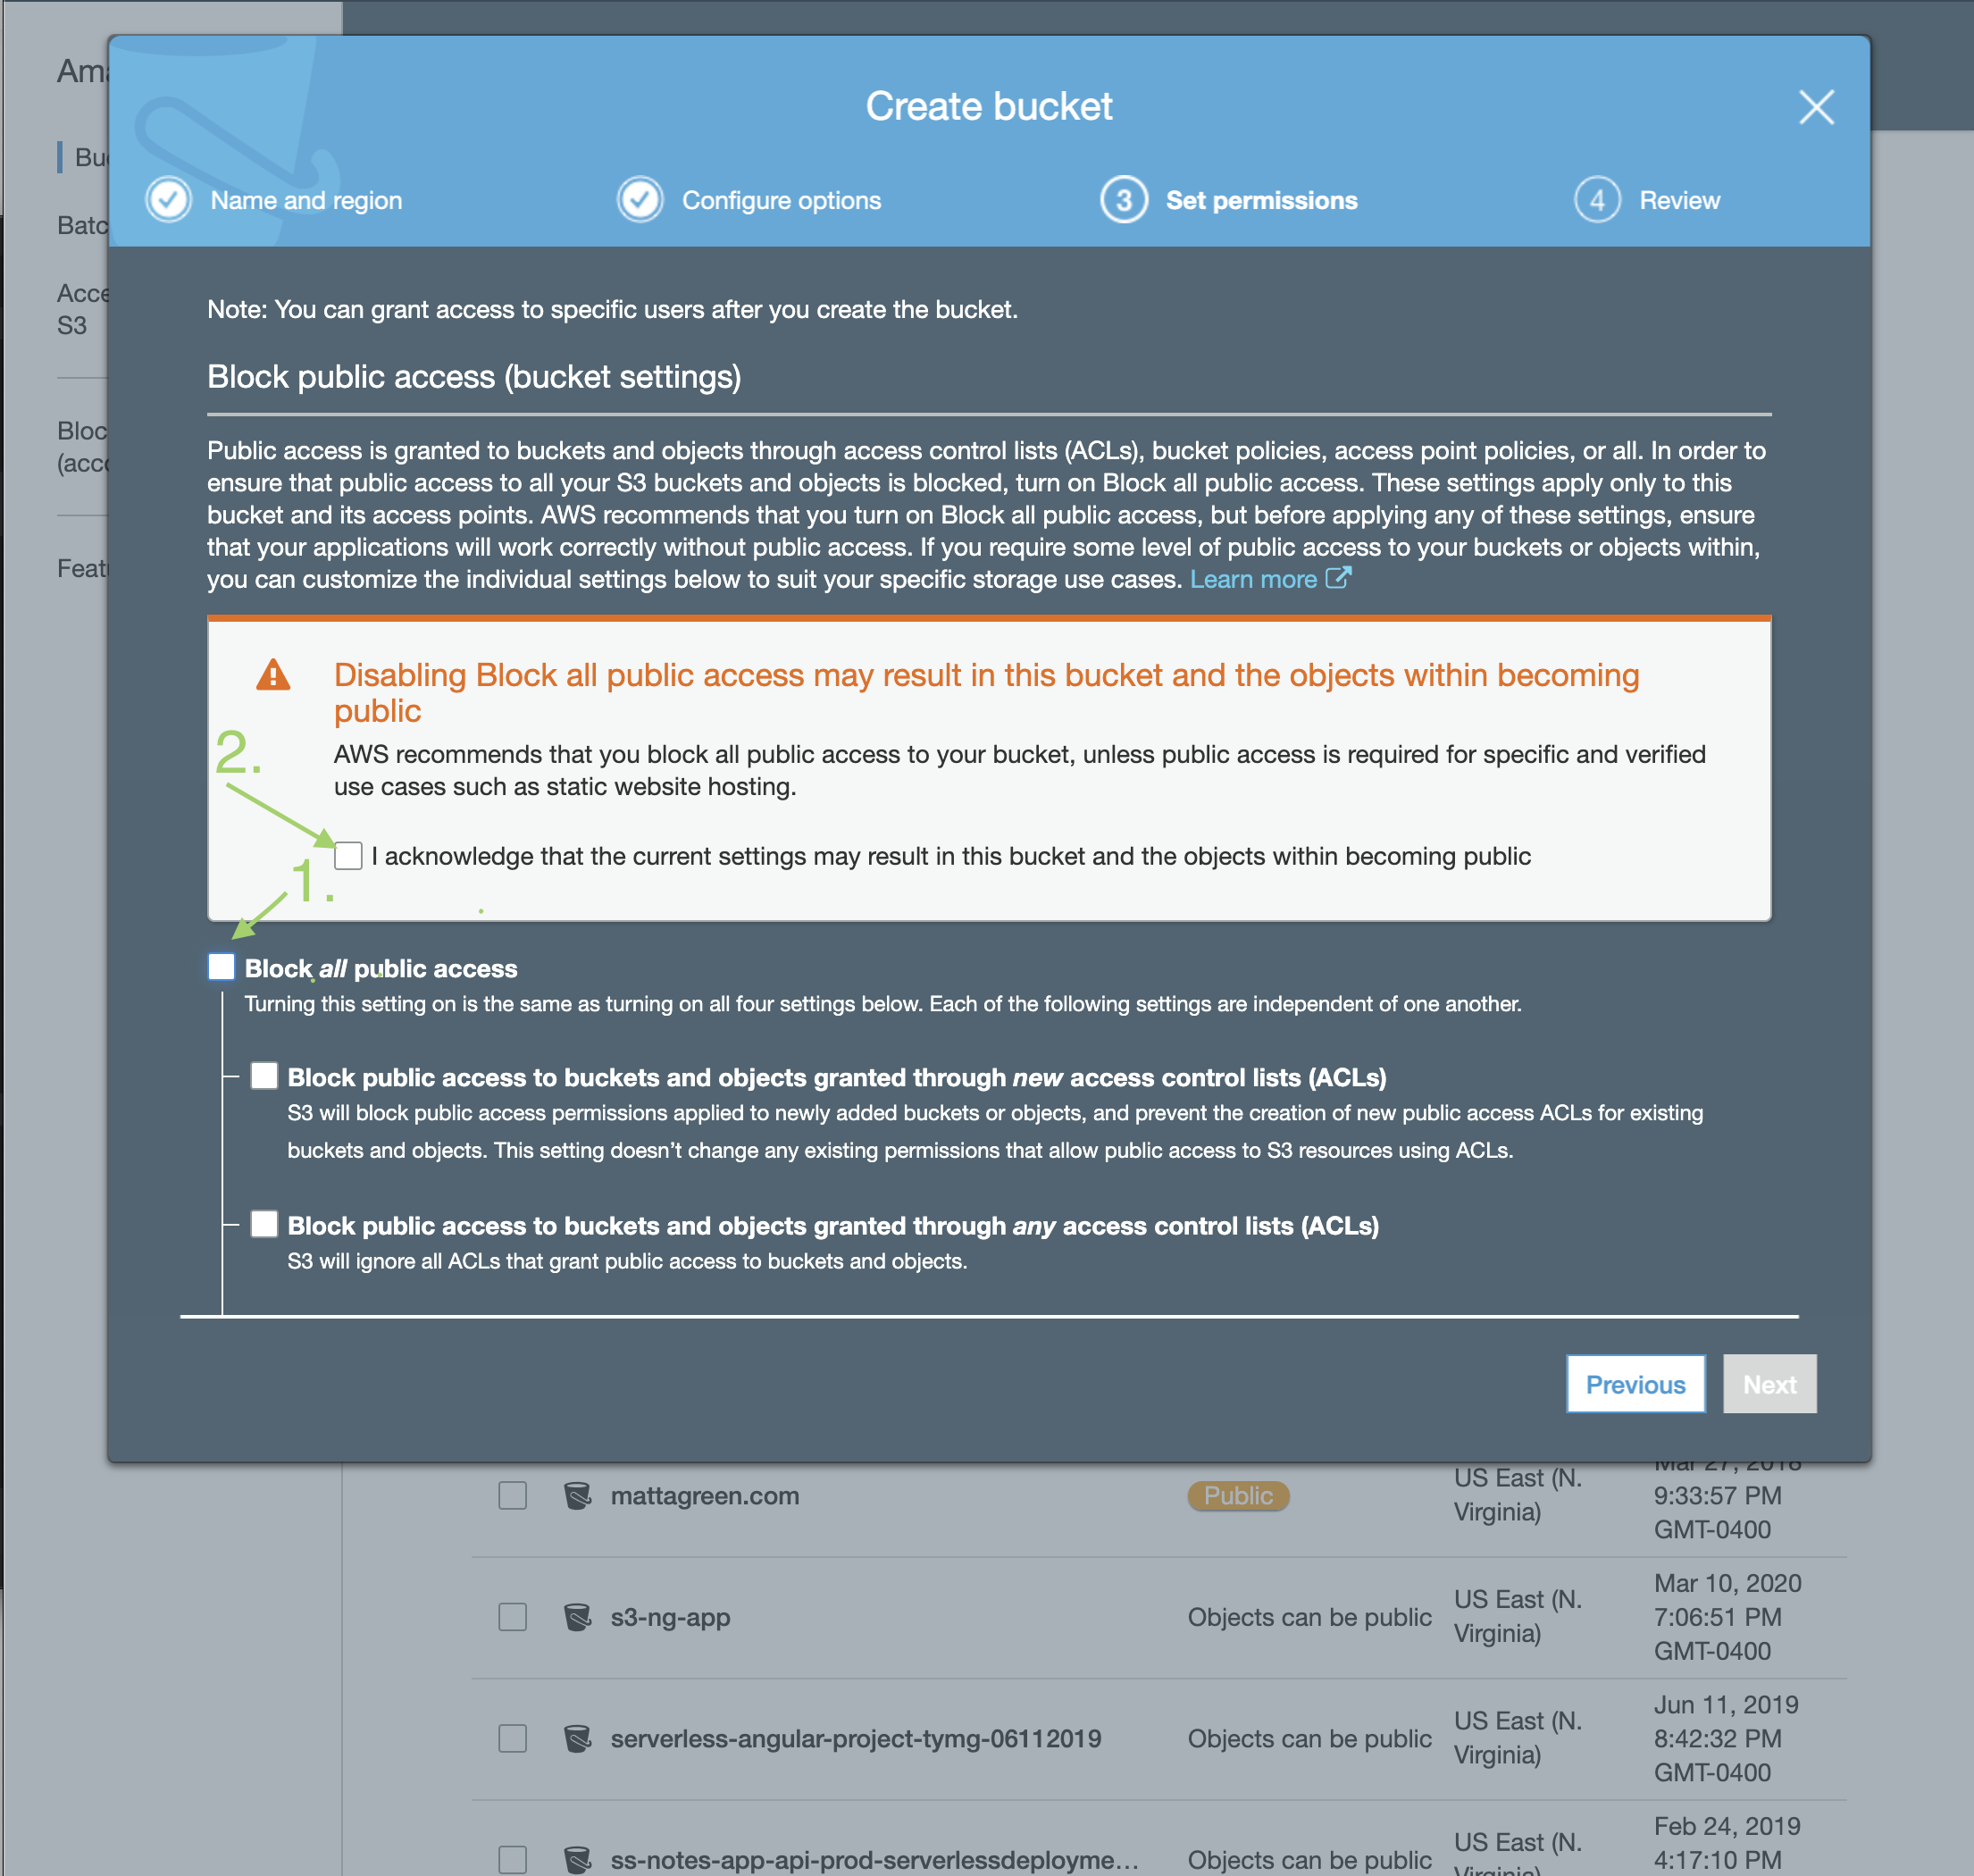 Create bucket
Name and region
Configure options
3 Set permissions
4 Review
Note: You can grant access to specific users after you create the bucket.
Block public access (bucket settings)
Public access is granted to buckets and objects through access control lists (ACLs), bucket policies, access point policies, or all. In order to
ensure that public access to all your S3 buckets and objects is blocked, turn on Block all public access. These settings apply only to this
bucket and its access points. AWS recommends that you turn on Block all public access, but before applying any of these settings, ensure
that your applications will work correctly without public access. If you require some level of public access to your buckets or objects within,
you can customize the individual settings below to suit your specific storage use cases. Learn more
Disabling Block all public access may result in this bucket and the objects within becoming
public
AWS recommends that you block all public access to your bucket, unless public access is required for specific and verified
use cases such as static website hosting.
2.
I acknowledge that the current settings may result in this bucket and the objects within becoming public
1.
Block all public access
Turning this setting on is the same as turning on all four settings below. Each of the following settings are independent of one another.
Block public access to buckets and objects granted through new access control lists (ACLs)
S3 will block public access permissions applied to newly added buckets or objects, and prevent the creation of new public access ACLs for existing
buckets and objects. This setting doesn't change any existing permissions that allow public access to S3 resources using ACLs.
Block public access to buckets and objects granted through any access control lists (ACLs)
S3 will ignore all ACLs that grant public access to buckets and objects.
Previous
Next
Ama
Buc
Batc
Acce
S3
Bloc
(acco
Featu
mattagreen.com
Public
US East (N.
Virginia)
Mar 27, 2018
9:33:57 PM
GMT-0400
s3-ng-app
Objects can be public
US East (N.
Virginia)
Mar 10, 2020
7:06:51 PM
GMT-0400
serverless-angular-project-tymg-06112019
Objects can be public
US East (N.
Virginia)
Jun 11, 2019
8:42:32 PM
GMT-0400
ss-notes-app-api-prod-serverlessdeployme...
Objects can be public
US East (N.
Feb 24, 2019
4:17:10 PM